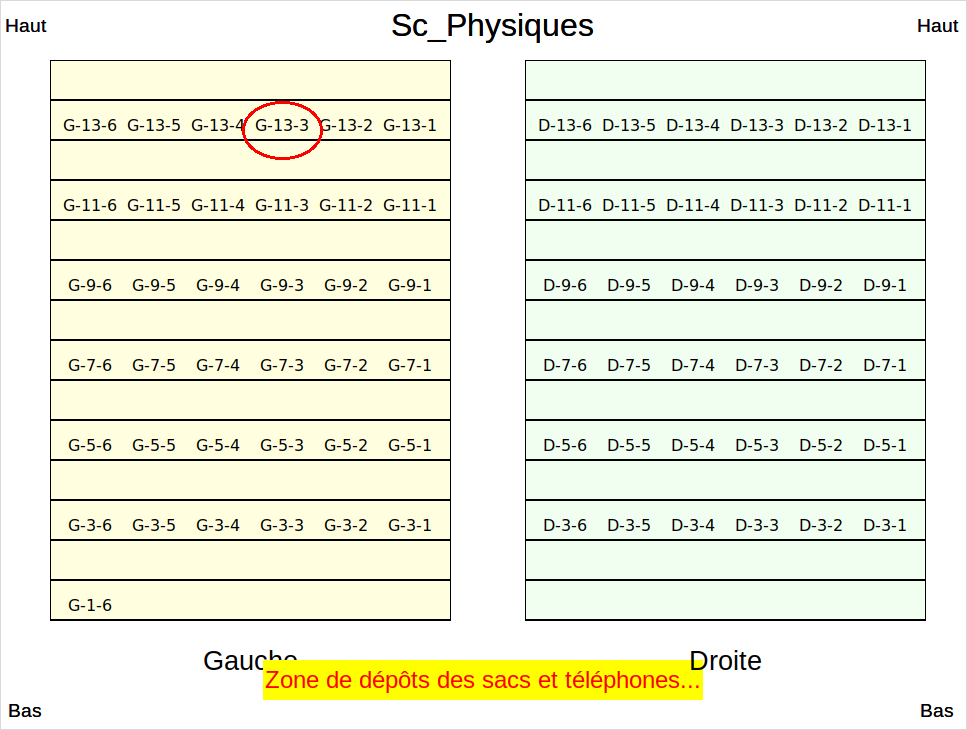 Haut Sc_Physiques Haut
G-13-6 G-13-5 G-13-4 G-13-3 G-13-2 G-13-1 D-13-6 D-13-5 D-13-4 D-13-3 D-13-2 D-13-1
G-11-6 G-11-5 G-11-4 G-11-3 G-11-2 G-11-1 D-11-6 D-11-5 D-11-4 D-11-3 D-11-2 D-11-1
G-9-6 G-9-5 G-9-4 G-9-3 G-9-2 G-9-1 D-9-6 D-9-5 D-9-4 D-9-3 D-9-2 D-9-1
G-7-6 G-7-5 G-7-4 G-7-3 G-7-2 G-7-1 D-7-6 D-7-5 D-7-4 D-7-3 D-7-2 D-7-1
G-5-6 G-5-5 G-5-4 G-5-3 G-5-2 G-5-1 D-5-6 D-5-5 D-5-4 D-5-3 D-5-2 D-5-1
G-3-6 G-3-5 G-3-4 G-3-3 G-3-2 G-3-1 D-3-6 D-3-5 D-3-4 D-3-3 D-3-2 D-3-1
G-1-6
Gauche Droite
Zone de dépôts des sacs et téléphones...
Bas Bas